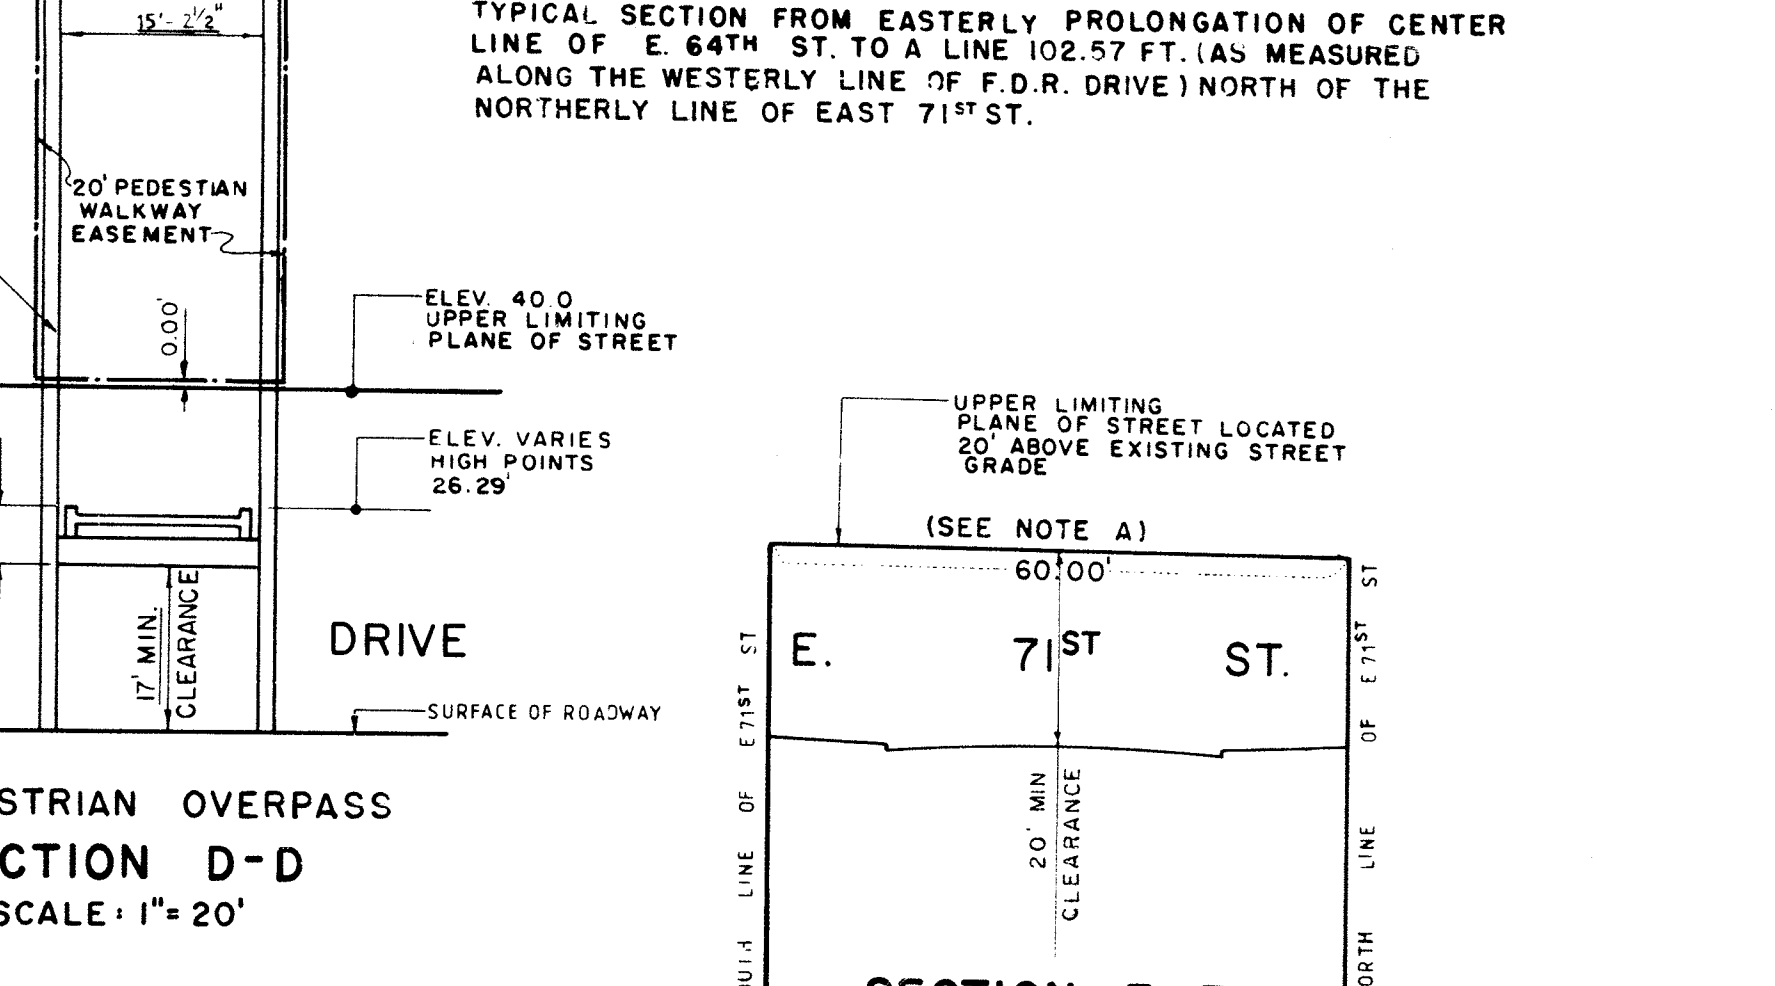 15'-2½"
TYPICAL SECTION FROM EASTERLY PROLONGATION OF CENTER
LINE OF E. 64TH ST. TO A LINE 102.57 FT. (AS MEASURED
ALONG THE WESTERLY LINE OF F.D.R. DRIVE) NORTH OF THE
NORTHERLY LINE OF EAST 71ST ST.
20' PEDESTIAN
WALKWAY
EASEMENT
0.00'
ELEV. 40.0
UPPER LIMITING
PLANE OF STREET
ELEV. VARIES
HIGH POINTS
26.29'
17' MIN.
CLEARANCE
DRIVE
SURFACE OF ROADWAY
STRIAN OVERPASS
CTION D-D
SCALE: 1"= 20'
UPPER LIMITING
PLANE OF STREET LOCATED
20' ABOVE EXISTING STREET
GRADE
(SEE NOTE A)
60.00'
E. 71ST ST.
20' MIN
CLEARANCE
OUTH LINE OF E 71ST ST
ORTH LINE OF E 71ST ST
SECTION